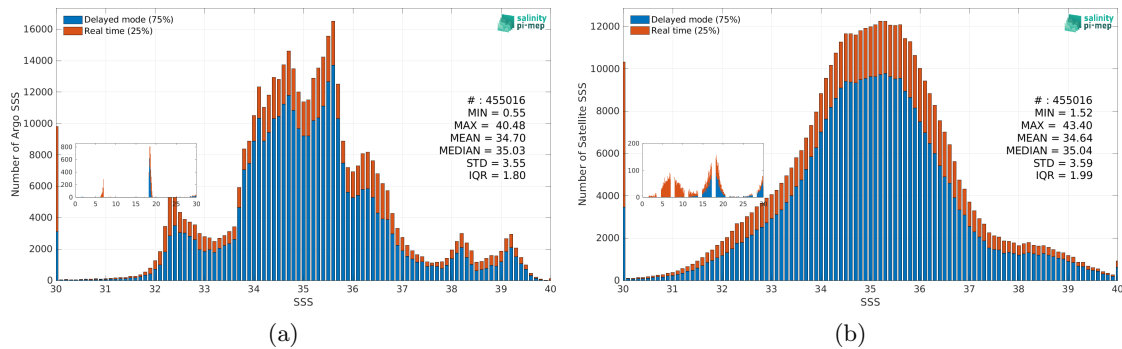 Delayed mode (75%)
Real time (25%)
salinity
pi-mep
Number of Argo SSS
16000
14000
12000
10000
8000
6000
4000
2000
0
# : 455016
MIN = 0.55
MAX = 40.48
MEAN = 34.70
MEDIAN = 35.03
STD = 3.55
IQR = 1.80
800
600
400
200
0
0 5 10 15 20 25 30
30 31 32 33 34 35 36 37 38 39 40
SSS
(a)
Delayed mode (75%)
Real time (25%)
salinity
pi-mep
Number of Satellite SSS
12000
10000
8000
6000
4000
2000
0
# : 455016
MIN = 1.52
MAX = 43.40
MEAN = 34.64
MEDIAN = 35.04
STD = 3.59
IQR = 1.99
200
100
0
0 5 10 15 20 25 30
30 31 32 33 34 35 36 37 38 39 40
SSS
(b)